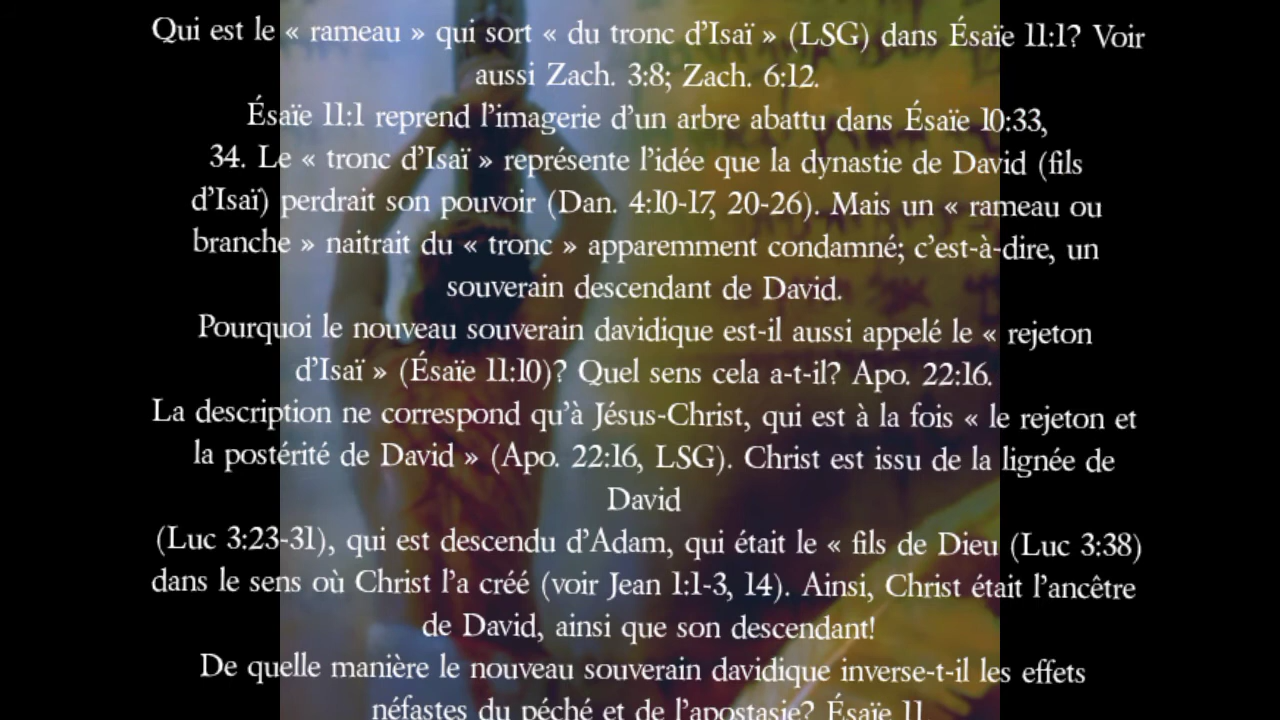 Qui est le « rameau » qui sort « du tronc d’Isaï » (LSG) dans Ésaïe 11:1? Voir
aussi Zach. 3:8; Zach. 6:12.
Ésaïe 11:1 reprend l’imagerie d’un arbre abattu dans Ésaïe 10:33,
34. Le « tronc d’Isaï » représente l’idée que la dynastie de David (fils
d’Isaï) perdrait son pouvoir (Dan. 4:10-17, 20-26). Mais un « rameau ou
branche » naitrait du « tronc » apparemment condamné; c’est-à-dire, un
souverain descendant de David.
Pourquoi le nouveau souverain davidique est-il aussi appelé le « rejeton
d’Isaï » (Ésaïe 11:10)? Quel sens cela a-t-il? Apo. 22:16.
La description ne correspond qu’à Jésus-Christ, qui est à la fois « le rejeton et
la postérité de David » (Apo. 22:16, LSG). Christ est issu de la lignée de
David
(Luc 3:23-31), qui est descendu d’Adam, qui était le « fils de Dieu (Luc 3:38)
dans le sens où Christ l’a créé (voir Jean 1:1-3, 14). Ainsi, Christ était l’ancêtre
de David, ainsi que son descendant!
De quelle manière le nouveau souverain davidique inverse-t-il les effets
néfastes du péché et de l’apostasie? Ésaïe 11.